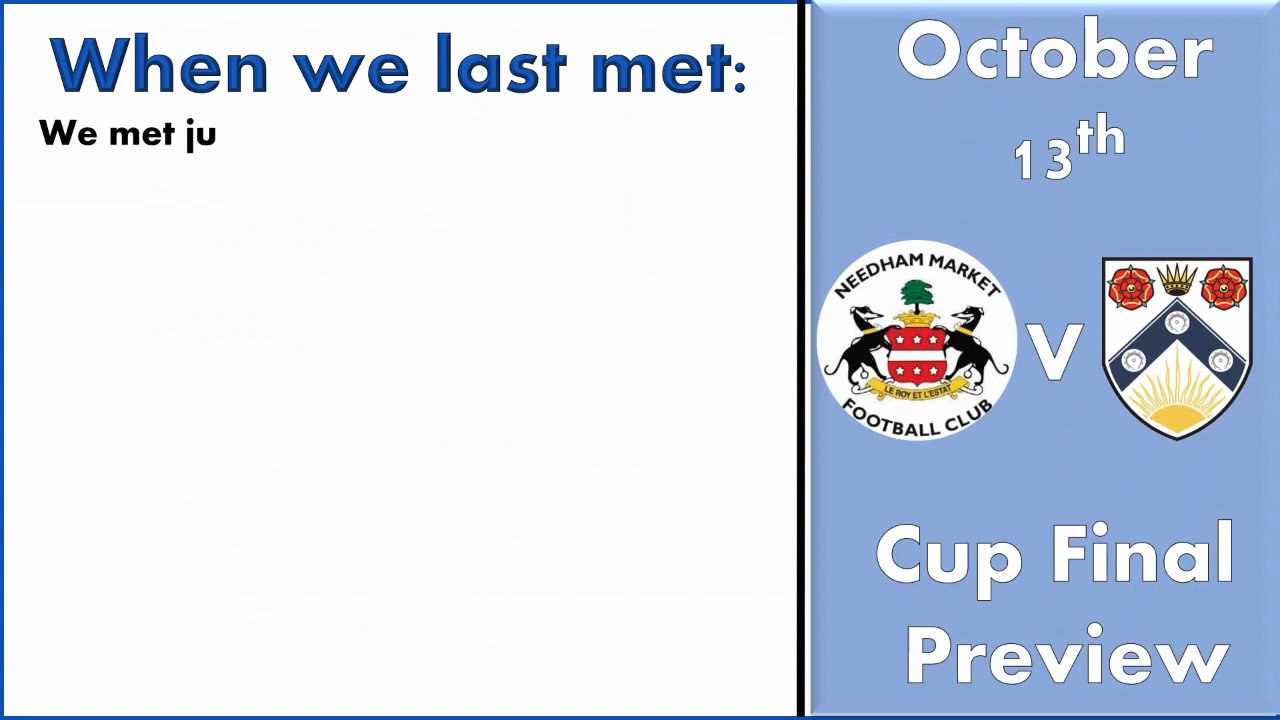 When we last met:
We met ju
October
13th
NEEDHAM MARKET
LE ROY ET L'ESTAT
FOOTBALL CLUB
V
Cup Final
Preview